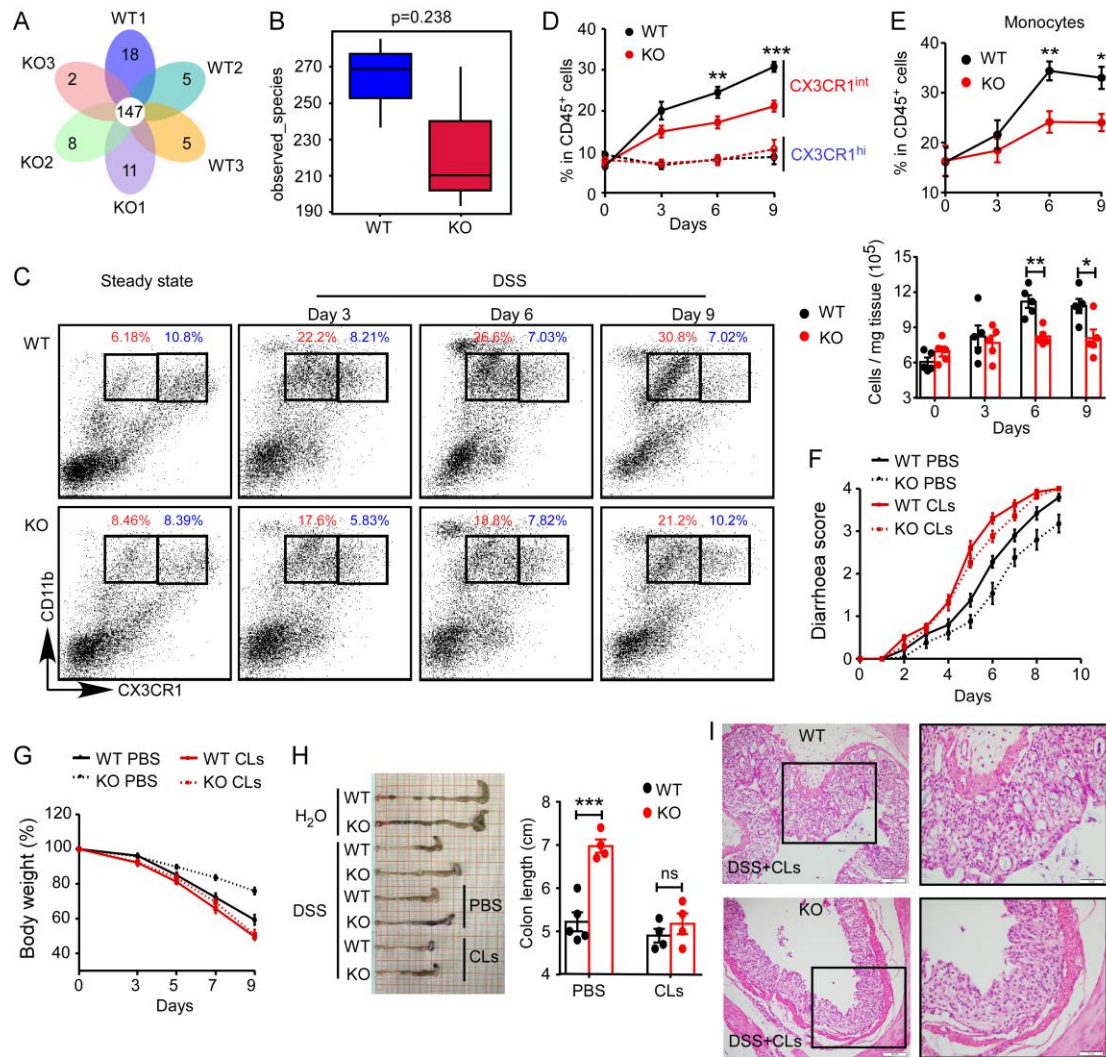 A
WT1
18
KO3
2
5
WT2
147
8
5
KO2
11
WT3
KO1
B
p=0.238
observed_species
270
250
230
210
190
WT
KO
D
WT
KO
***
**
CX3CR1int
CX3CR1hi
% in CD45+ cells
40
30
20
10
0
0
3
6
9
Days
E
Monocytes
WT
KO
**
*
% in CD45+ cells
40
30
20
10
0
3
6
9
Days
WT
KO
**
*
Cells / mg tissue (10⁵)
15
12
9
6
3
0
3
6
9
Days
C
Steady state
DSS
Day 3
Day 6
Day 9
WT
6.18%
10.8%
22.2%
8.21%
26.6%
7.03%
30.8%
7.02%
KO
8.46%
8.39%
17.6%
5.83%
18.8%
7.82%
21.2%
10.2%
CD11b
CX3CR1
F
WT PBS
KO PBS
WT CLs
KO CLs
Diarrhoea score
4
3
2
1
0
0
2
4
6
8
10
Days
G
WT PBS
WT CLs
KO PBS
KO CLs
Body weight (%)
120
100
80
60
40
0
3
5
7
9
Days
H
H2O
WT
KO
DSS
WT
KO
WT
KO
PBS
WT
KO
CLs
WT
KO
***
ns
Colon length (cm)
8
7
6
5
4
PBS
CLs
I
WT
DSS+CLs
KO
DSS+CLs